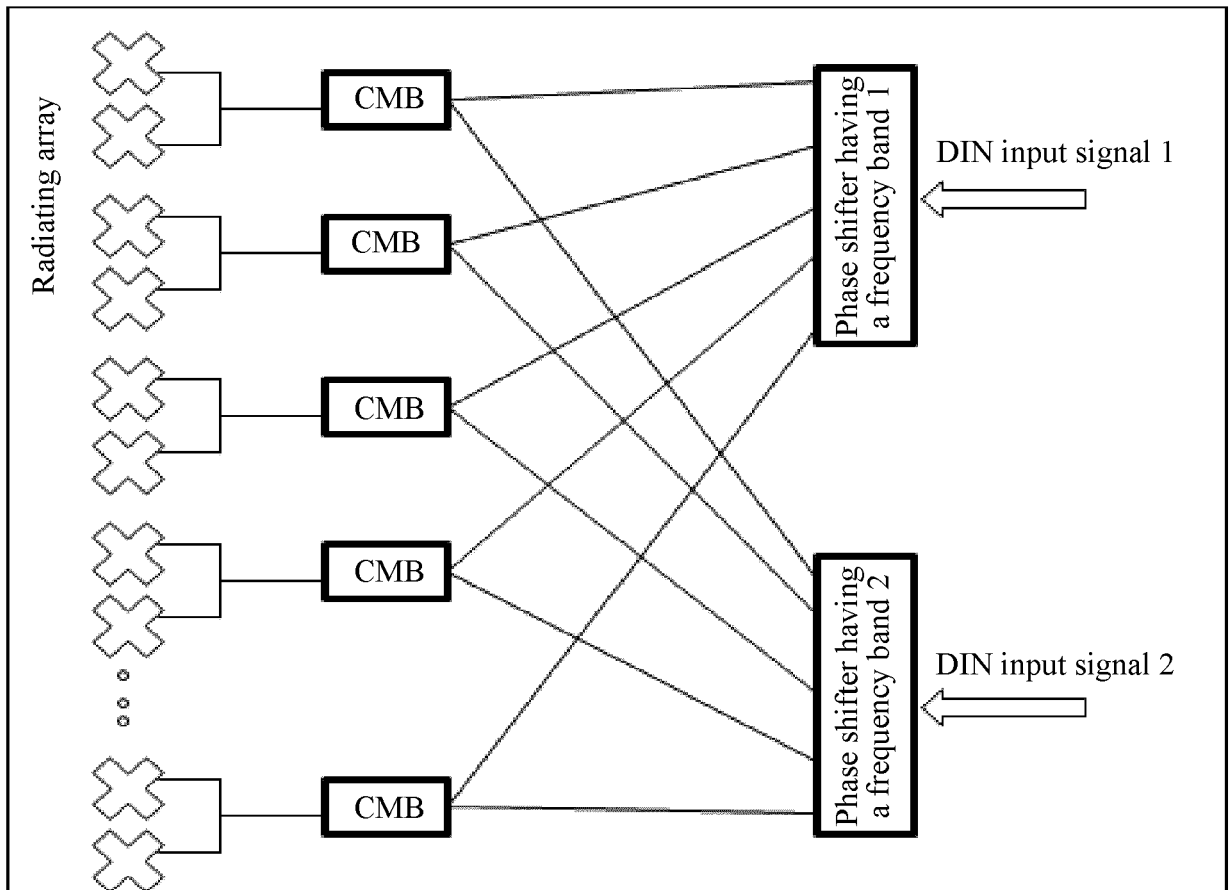 Radiating array
CMB
CMB
CMB
CMB
CMB
Phase shifter having
a frequency band 1
DIN input signal 1
Phase shifter having
a frequency band 2
DIN input signal 2